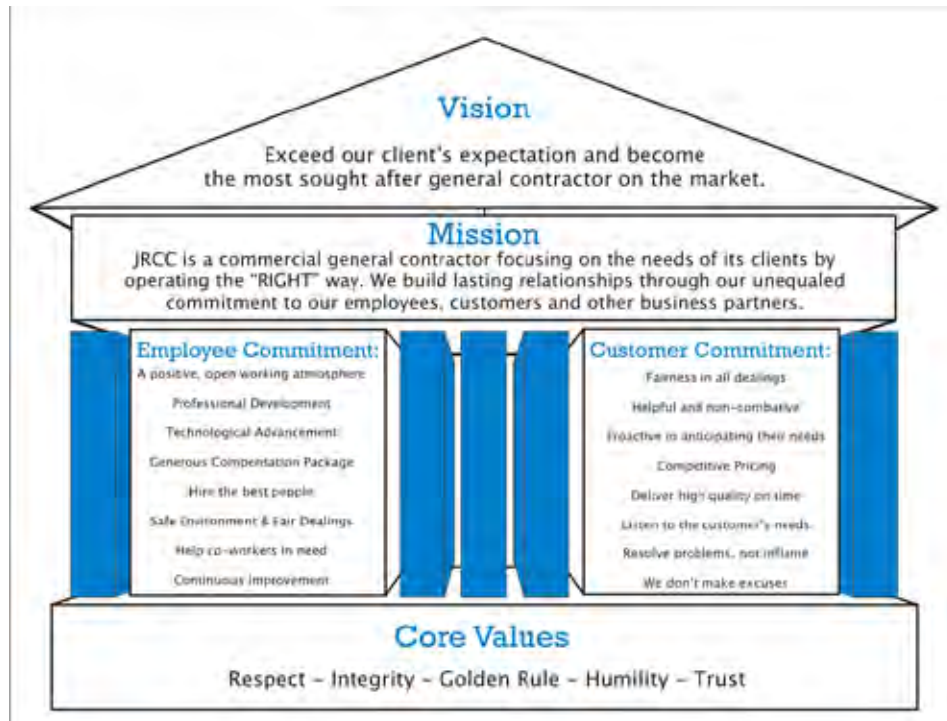 Vision
Exceed our client's expectation and become
the most sought after general contractor on the market.
Mission
JRCC is a commercial general contractor focusing on the needs of its clients by
operating the "RIGHT" way. We build lasting relationships through our unequaled
commitment to our employees, customers and other business partners.
Employee Commitment:
A positive, open working atmosphere
Professional Development
Technological Advancement
Generous Compentation Package
Hire the best people
Safe Environment & Fair Dealings
Help co-workers in need
Continuous improvement
Customer Commitment:
Fairness in all dealings
Helpful and non-combative
Proactive in anticipating their needs
Competitive Pricing
Deliver high quality on time
Listen to the customer's needs
Resolve problems, not inflame
We don't make excuses
Core Values
Respect – Integrity – Golden Rule – Humility – Trust